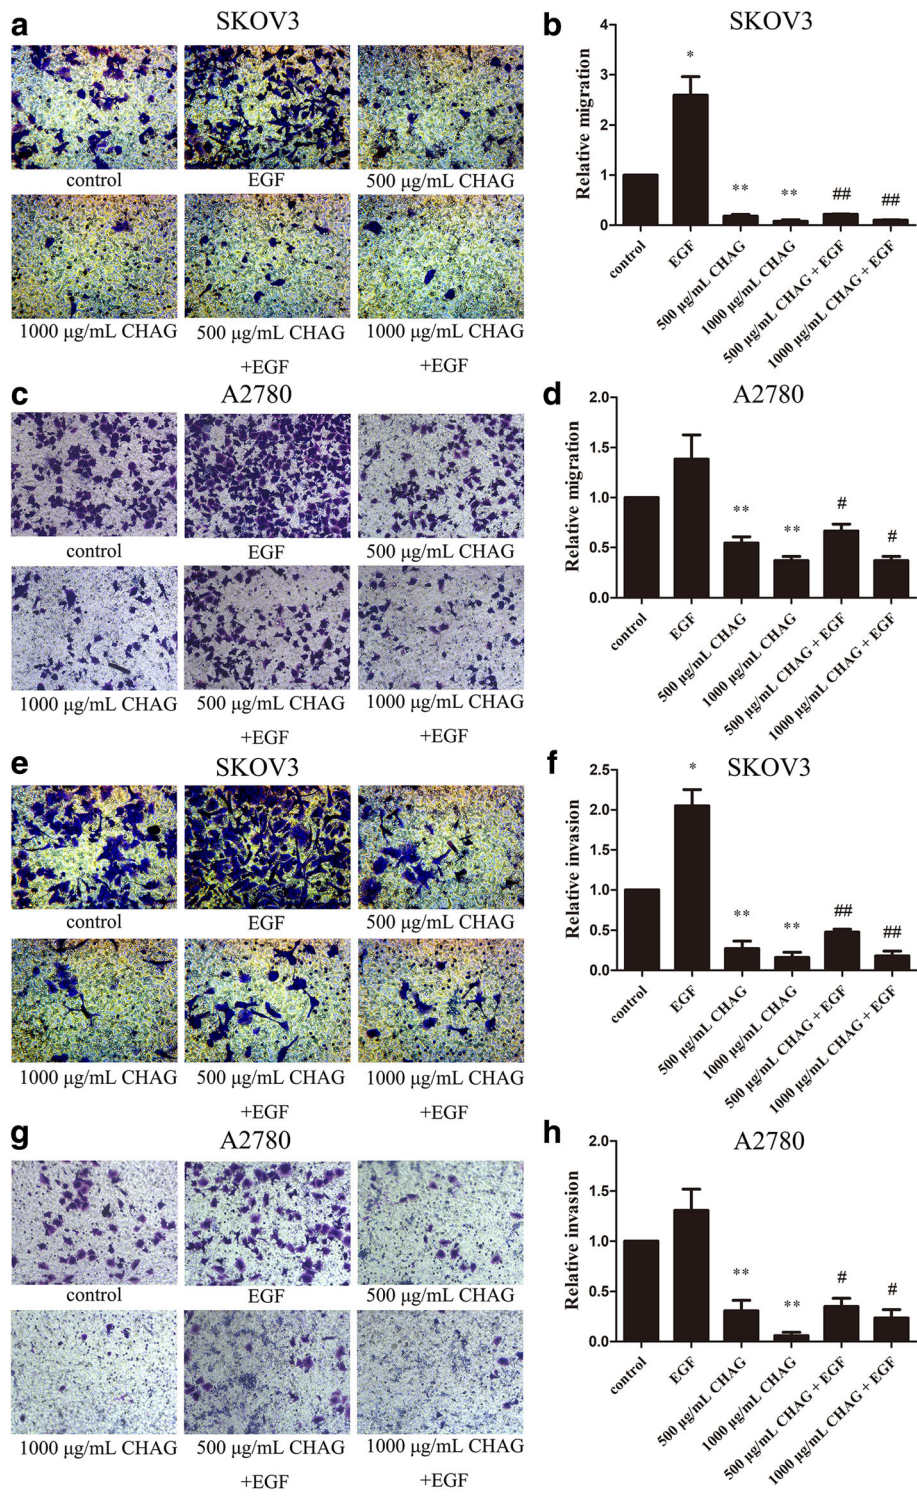 a
SKOV3
control
EGF
500 μg/mL CHAG
1000 μg/mL CHAG
500 μg/mL CHAG
+EGF
1000 μg/mL CHAG
+EGF
b
SKOV3
Relative migration
4
3
2
1
0
*
**
**
##
##
control
EGF
500 μg/mL CHAG
1000 μg/mL CHAG
500 μg/mL CHAG + EGF
1000 μg/mL CHAG + EGF
c
A2780
control
EGF
500 μg/mL CHAG
1000 μg/mL CHAG
500 μg/mL CHAG
+EGF
1000 μg/mL CHAG
+EGF
d
A2780
Relative migration
2.0
1.5
1.0
0.5
0.0
**
**
#
#
control
EGF
500 μg/mL CHAG
1000 μg/mL CHAG
500 μg/mL CHAG + EGF
1000 μg/mL CHAG + EGF
e
SKOV3
control
EGF
500 μg/mL CHAG
1000 μg/mL CHAG
500 μg/mL CHAG
+EGF
1000 μg/mL CHAG
+EGF
f
SKOV3
Relative invasion
2.5
2.0
1.5
1.0
0.5
0.0
*
**
**
##
##
control
EGF
500 μg/mL CHAG
1000 μg/mL CHAG
500 μg/mL CHAG + EGF
1000 μg/mL CHAG + EGF
g
A2780
control
EGF
500 μg/mL CHAG
1000 μg/mL CHAG
500 μg/mL CHAG
+EGF
1000 μg/mL CHAG
+EGF
h
A2780
Relative invasion
2.0
1.5
1.0
0.5
0.0
**
**
#
#
control
EGF
500 μg/mL CHAG
1000 μg/mL CHAG
500 μg/mL CHAG + EGF
1000 μg/mL CHAG + EGF